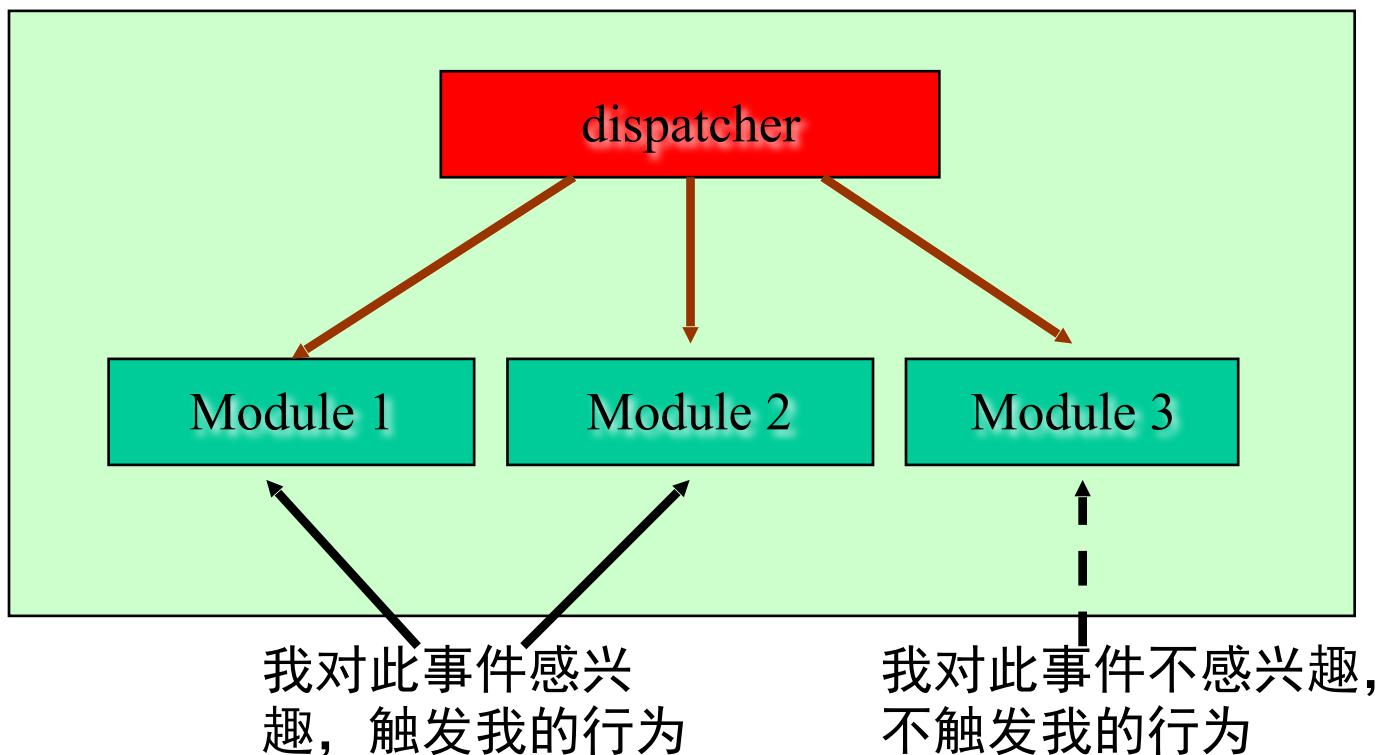 dispatcher
Module 1
Module 2
Module 3
我对此事件感兴
趣，触发我的行为
我对此事件不感兴趣，
不触发我的行为